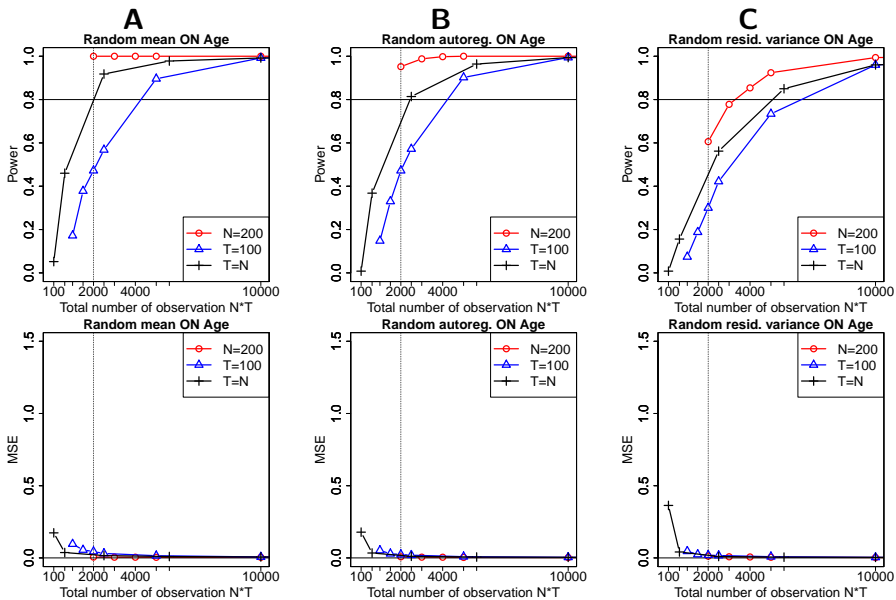 A B C
Random mean ON Age Random autoreg. ON Age Random resid. variance ON Age
Power
1.0
0.8
0.6
0.4
0.2
0.0
N=200
T=100
T=N
100 2000 4000 10000
Total number of observation N*T
Power
1.0
0.8
0.6
0.4
0.2
0.0
N=200
T=100
T=N
100 2000 4000 10000
Total number of observation N*T
Power
1.0
0.8
0.6
0.4
0.2
0.0
N=200
T=100
T=N
100 2000 4000 10000
Total number of observation N*T
Random mean ON Age Random autoreg. ON Age Random resid. variance ON Age
MSE
1.5
1.0
0.5
0.0
N=200
T=100
T=N
100 2000 4000 10000
Total number of observation N*T
MSE
1.5
1.0
0.5
0.0
N=200
T=100
T=N
100 2000 4000 10000
Total number of observation N*T
MSE
1.5
1.0
0.5
0.0
N=200
T=100
T=N
100 2000 4000 10000
Total number of observation N*T